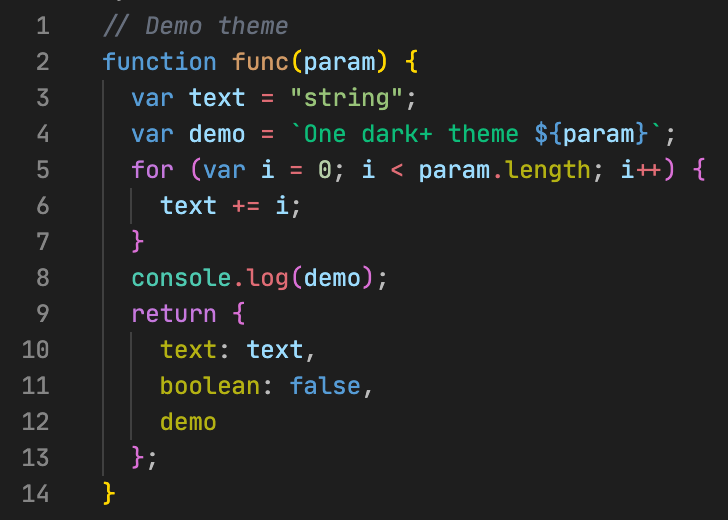 1 // Demo theme
2 function func(param) {
3   var text = "string";
4   var demo = `One dark+ theme ${param}`;
5   for (var i = 0; i < param.length; i++) {
6     text += i;
7   }
8   console.log(demo);
9   return {
10     text: text,
11     boolean: false,
12     demo
13   };
14 }